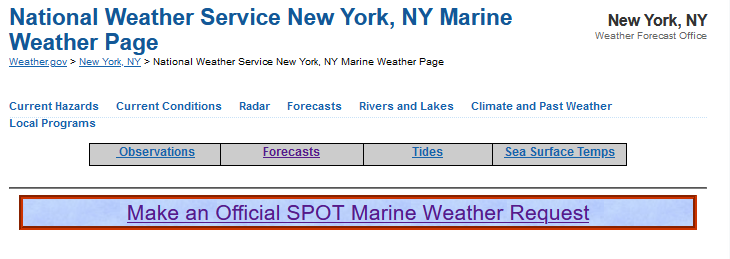 National Weather Service New York, NY Marine
Weather Page
New York, NY
Weather Forecast Office
Weather.gov > New York, NY > National Weather Service New York, NY Marine Weather Page
Current Hazards Current Conditions Radar Forecasts Rivers and Lakes Climate and Past Weather
Local Programs
Observations Forecasts Tides Sea Surface Temps
Make an Official SPOT Marine Weather Request